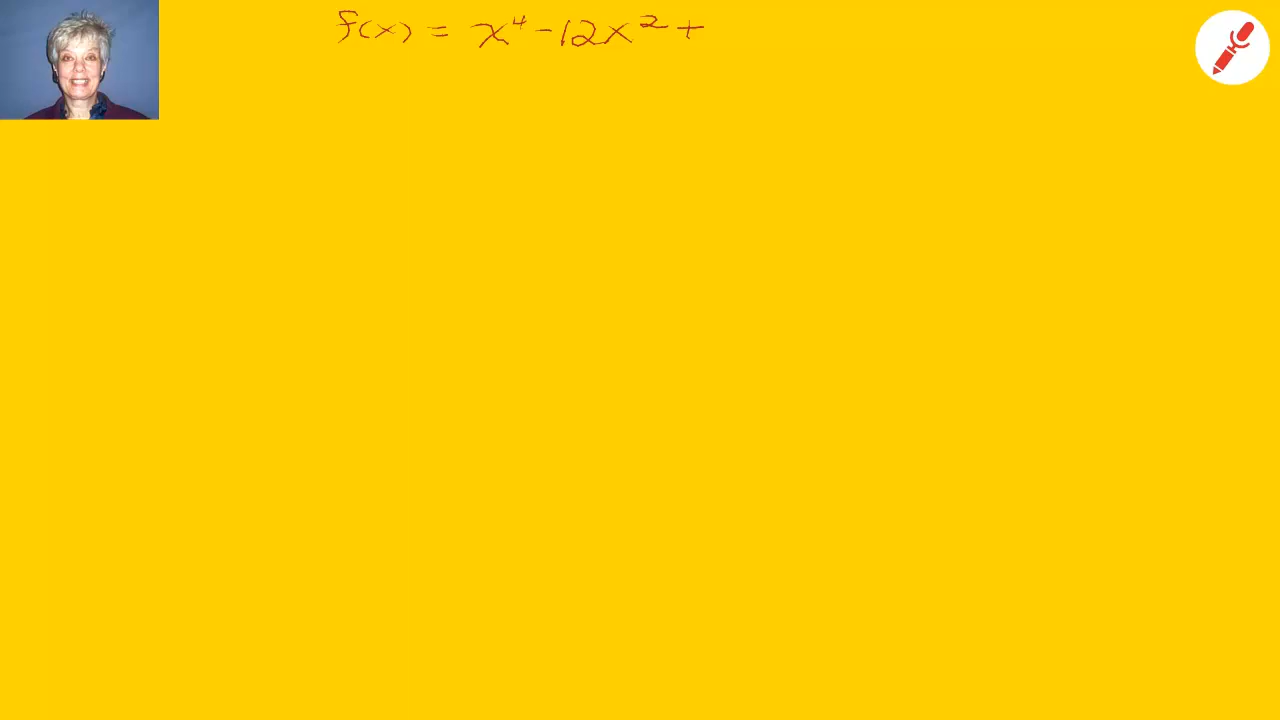 f(x) = x⁴ - 12x² +